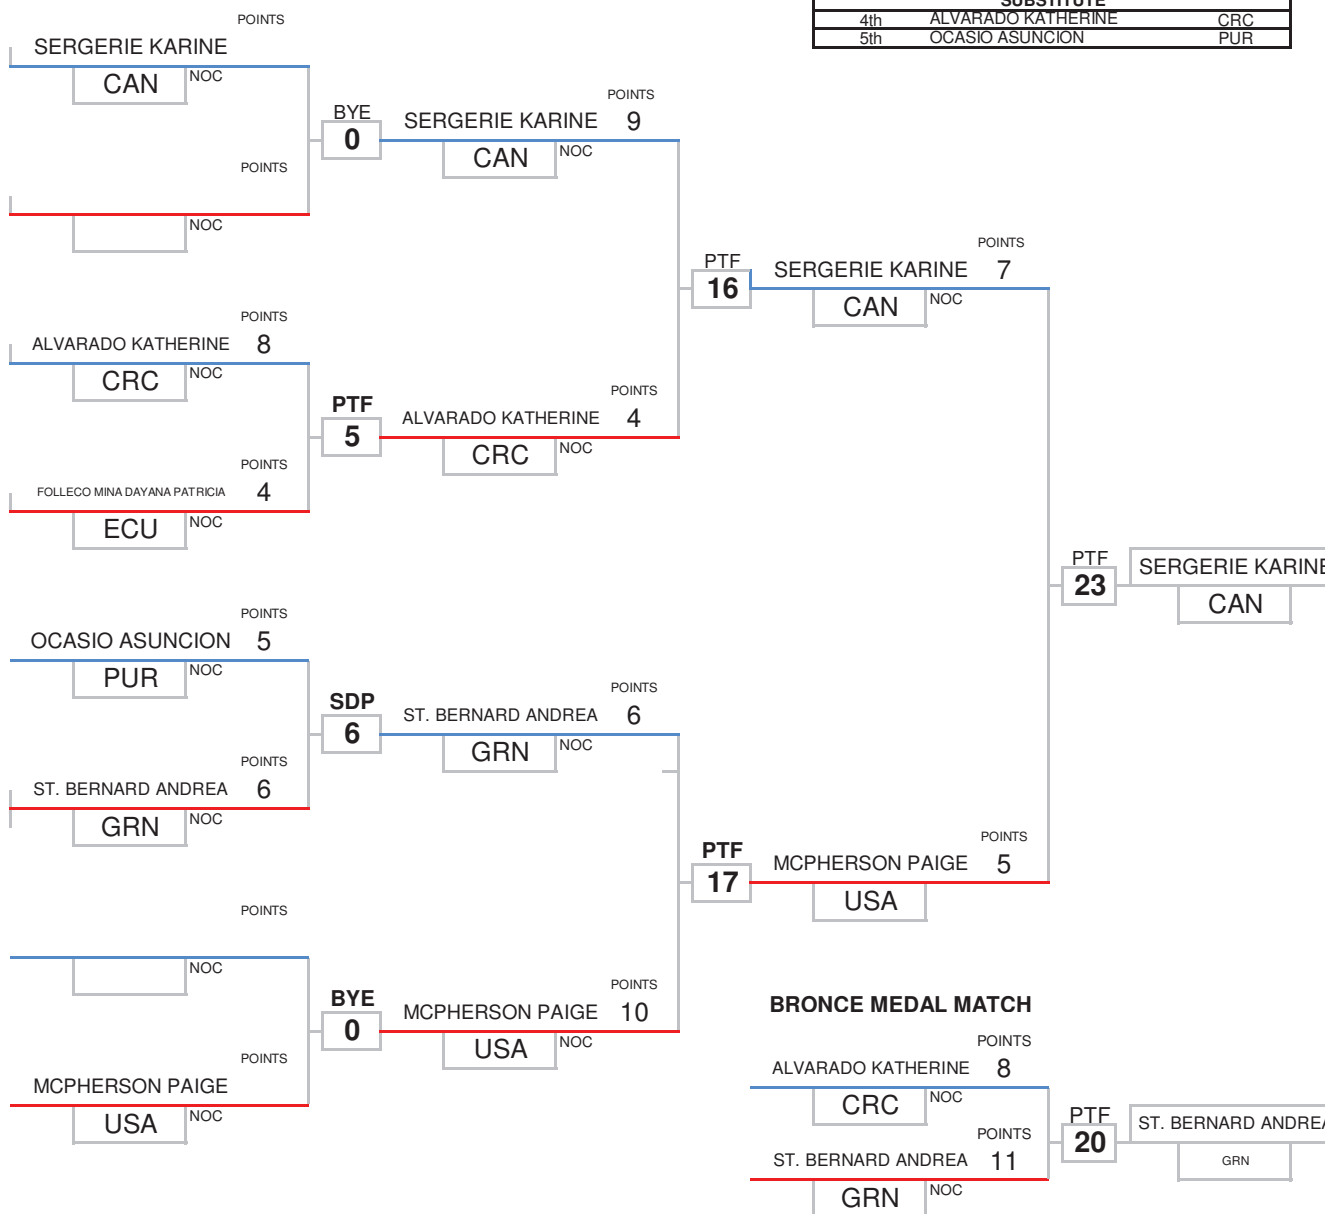 POINTS
SERGERIE KARINE
CAN NOC
BYE
0
POINTS
NOC
POINTS
ALVARADO KATHERINE 8
CRC NOC
PTF
5
POINTS
FOLLECO MINA DAYANA PATRICIA 4
ECU NOC
POINTS
OCASIO ASUNCION 5
PUR NOC
SDP
6
POINTS
ST. BERNARD ANDREA 6
GRN NOC
POINTS
NOC
BYE
0
POINTS
MCPHERSON PAIGE
USA NOC
POINTS
SERGERIE KARINE 9
CAN NOC
PTF
16
POINTS
ALVARADO KATHERINE 4
CRC NOC
POINTS
ST. BERNARD ANDREA 6
GRN NOC
PTF
17
POINTS
MCPHERSON PAIGE 10
USA NOC
SUBSTITUTE
4th ALVARADO KATHERINE CRC
5th OCASIO ASUNCION PUR
POINTS
SERGERIE KARINE 7
CAN NOC
PTF
23
POINTS
MCPHERSON PAIGE 5
USA
SERGERIE KARINE
CAN
BRONCE MEDAL MATCH
POINTS
ALVARADO KATHERINE 8
CRC NOC
PTF
20
POINTS
ST. BERNARD ANDREA 11
GRN NOC
ST. BERNARD ANDREA
GRN